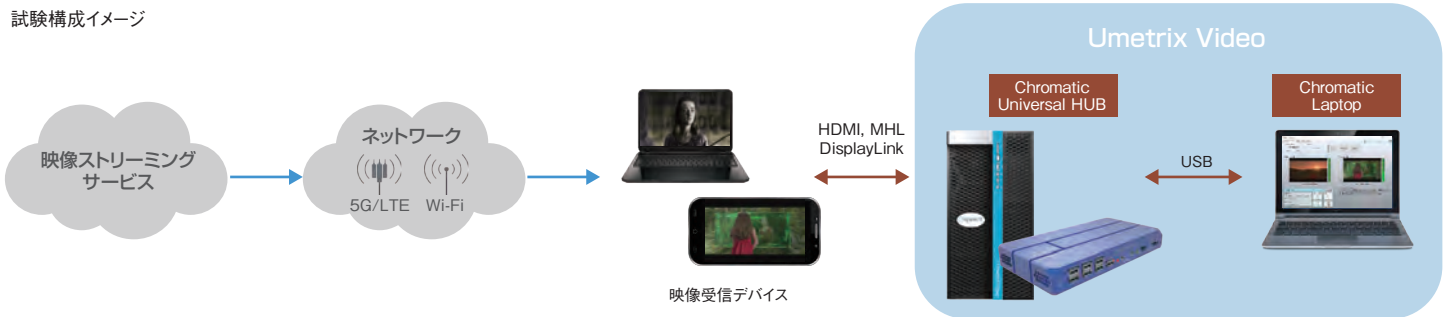 試験構成イメージ
映像ストリーミング
サービス
ネットワーク
5G/LTE
Wi-Fi
映像受信デバイス
HDMI, MHL
DisplayLink
Umetrix Video
Chromatic
Universal HUB
USB
Chromatic
Laptop